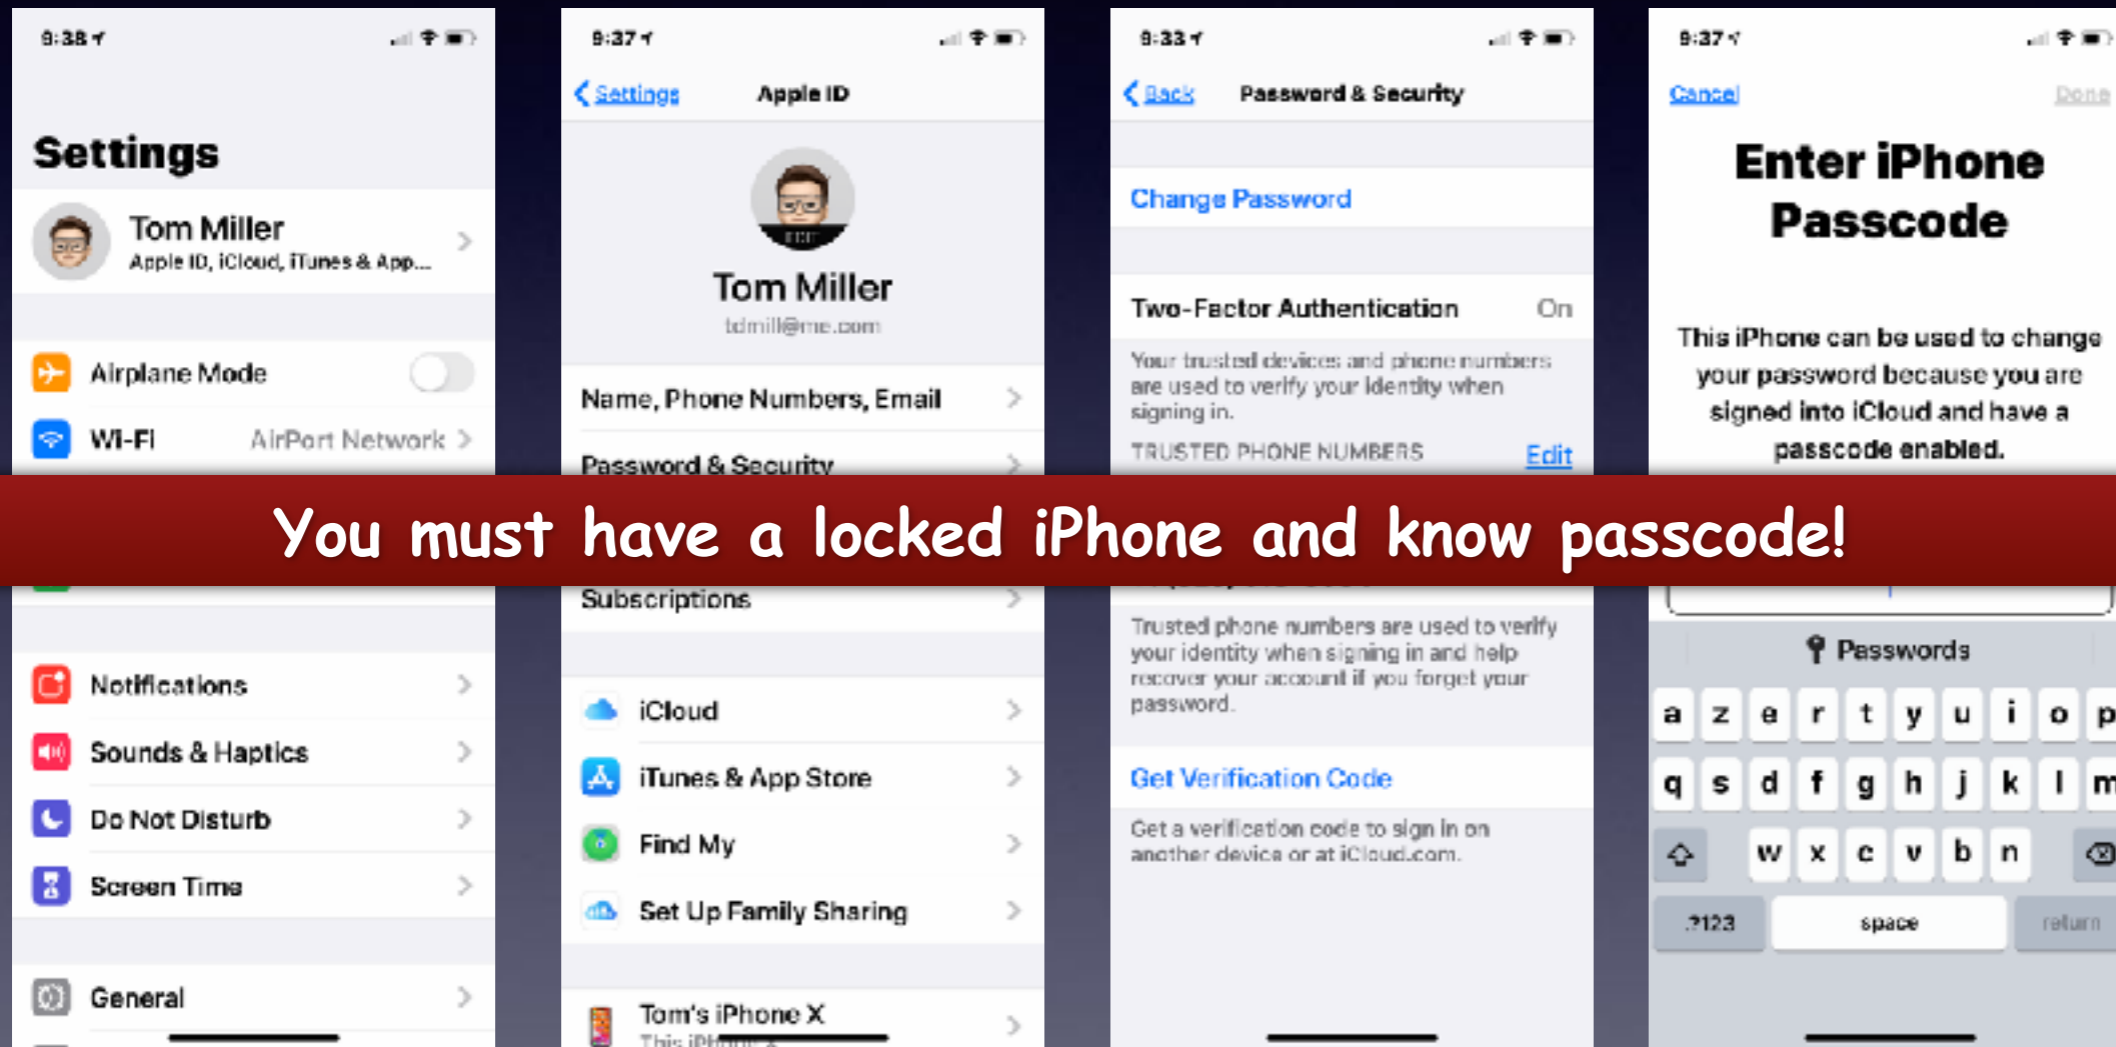 9:38
Settings
Tom Miller
Apple ID, iCloud, iTunes & App...
Airplane Mode
Wi-Fi AirPort Network
Notifications
Sounds & Haptics
Do Not Disturb
Screen Time
General
9:37
Settings Apple ID
EDIT
Tom Miller
tdmill@me.com
Name, Phone Numbers, Email
Password & Security
Subscriptions
iCloud
iTunes & App Store
Find My
Set Up Family Sharing
Tom's iPhone X
This iPhone X
9:33
Back Password & Security
Change Password
Two-Factor Authentication On
Your trusted devices and phone numbers
are used to verify your identity when
signing in.
TRUSTED PHONE NUMBERS Edit
Trusted phone numbers are used to verify
your identity when signing in and help
recover your account if you forget your
password.
Get Verification Code
Get a verification code to sign in on
another device or at iCloud.com.
9:37
Cancel Done
Enter iPhone
Passcode
This iPhone can be used to change
your password because you are
signed into iCloud and have a
passcode enabled.
You must have a locked iPhone and know passcode!
Passwords
a z e r t y u i o p
q s d f g h j k l m
w x c v b n
.?123 space return